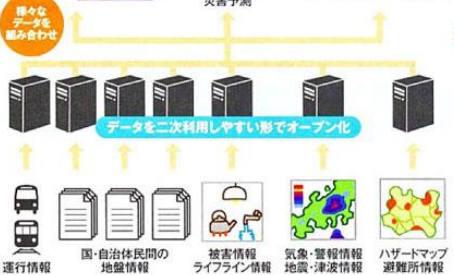 災害予測
様々な
データを
組み合わせ
データを二次利用しやすい形でオープン化
運行情報
国・自治体民間の
地盤情報
被害情報
ライフライン情報
気象・警報情報
地震・津波情報
ハザードマップ
避難所情報